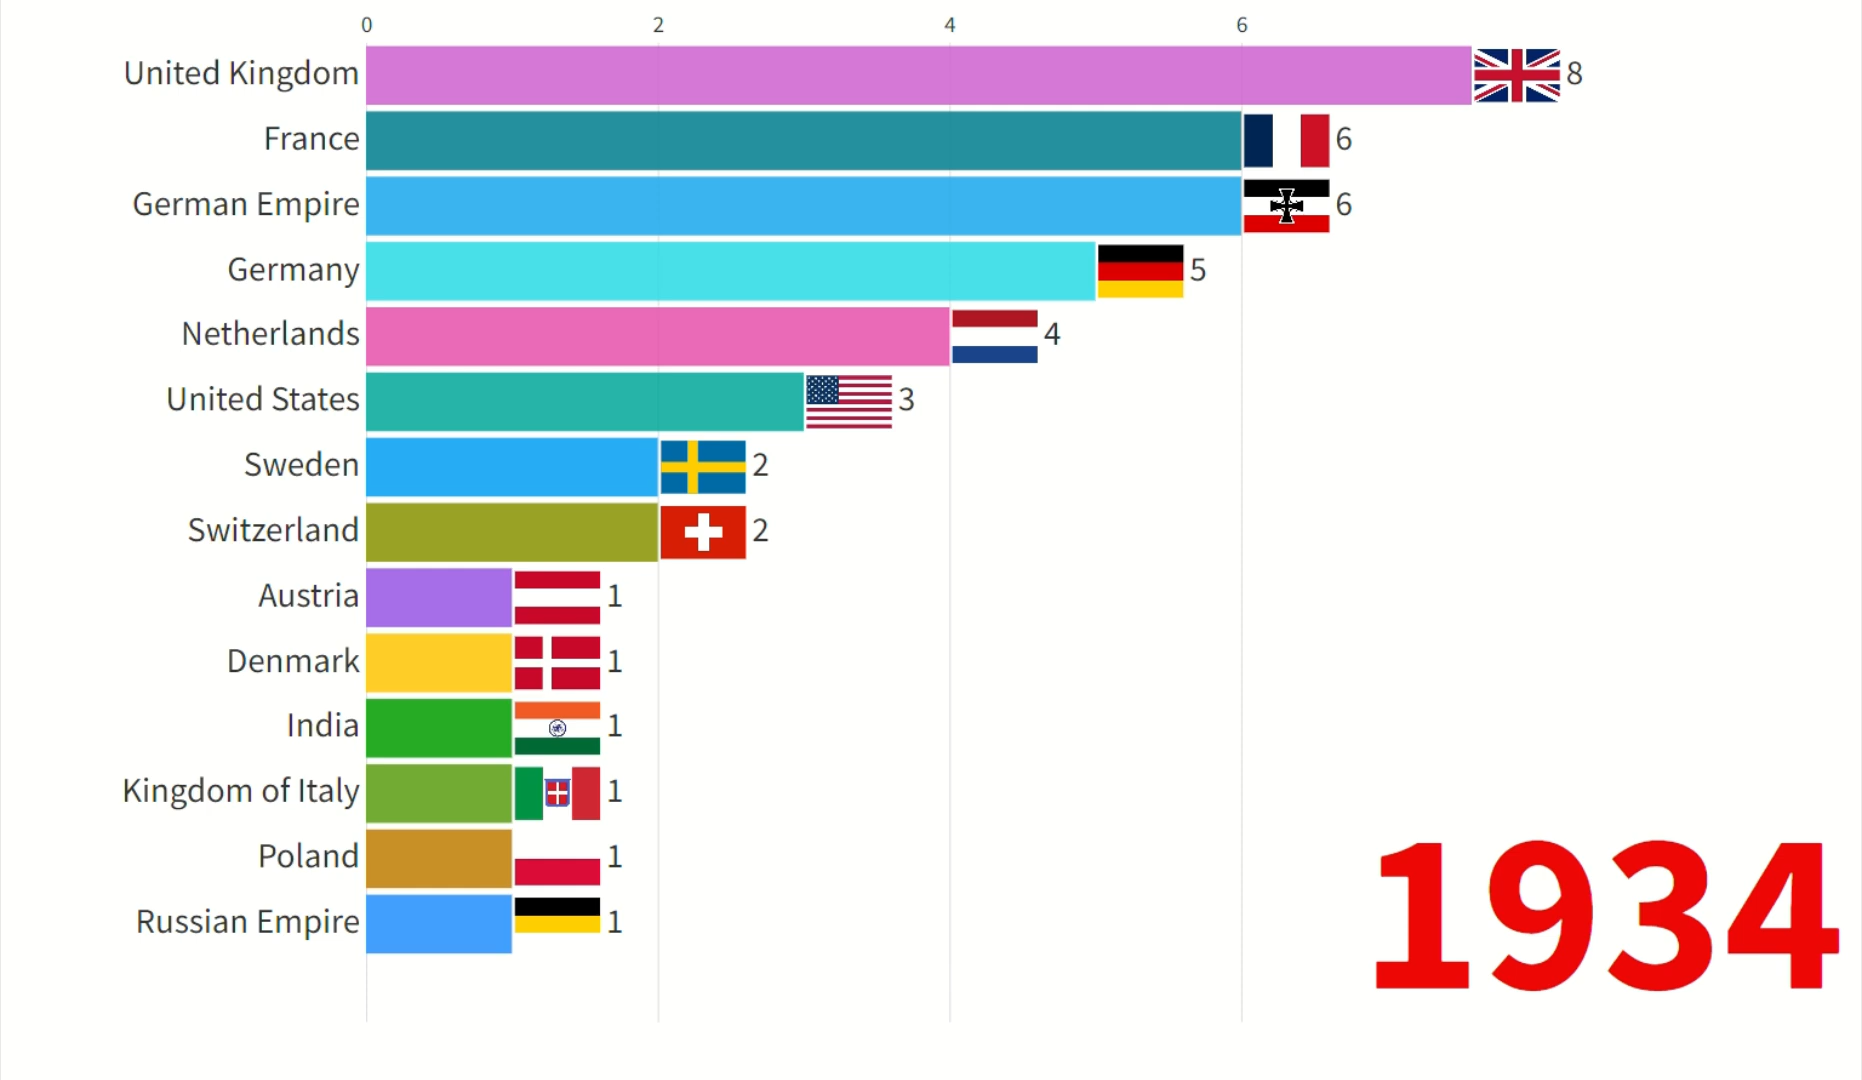 0 2 4 6
United Kingdom 8
France 6
German Empire 6
Germany 5
Netherlands 4
United States 3
Sweden 2
Switzerland 2
Austria 1
Denmark 1
India 1
Kingdom of Italy 1
Poland 1
Russian Empire 1
1934